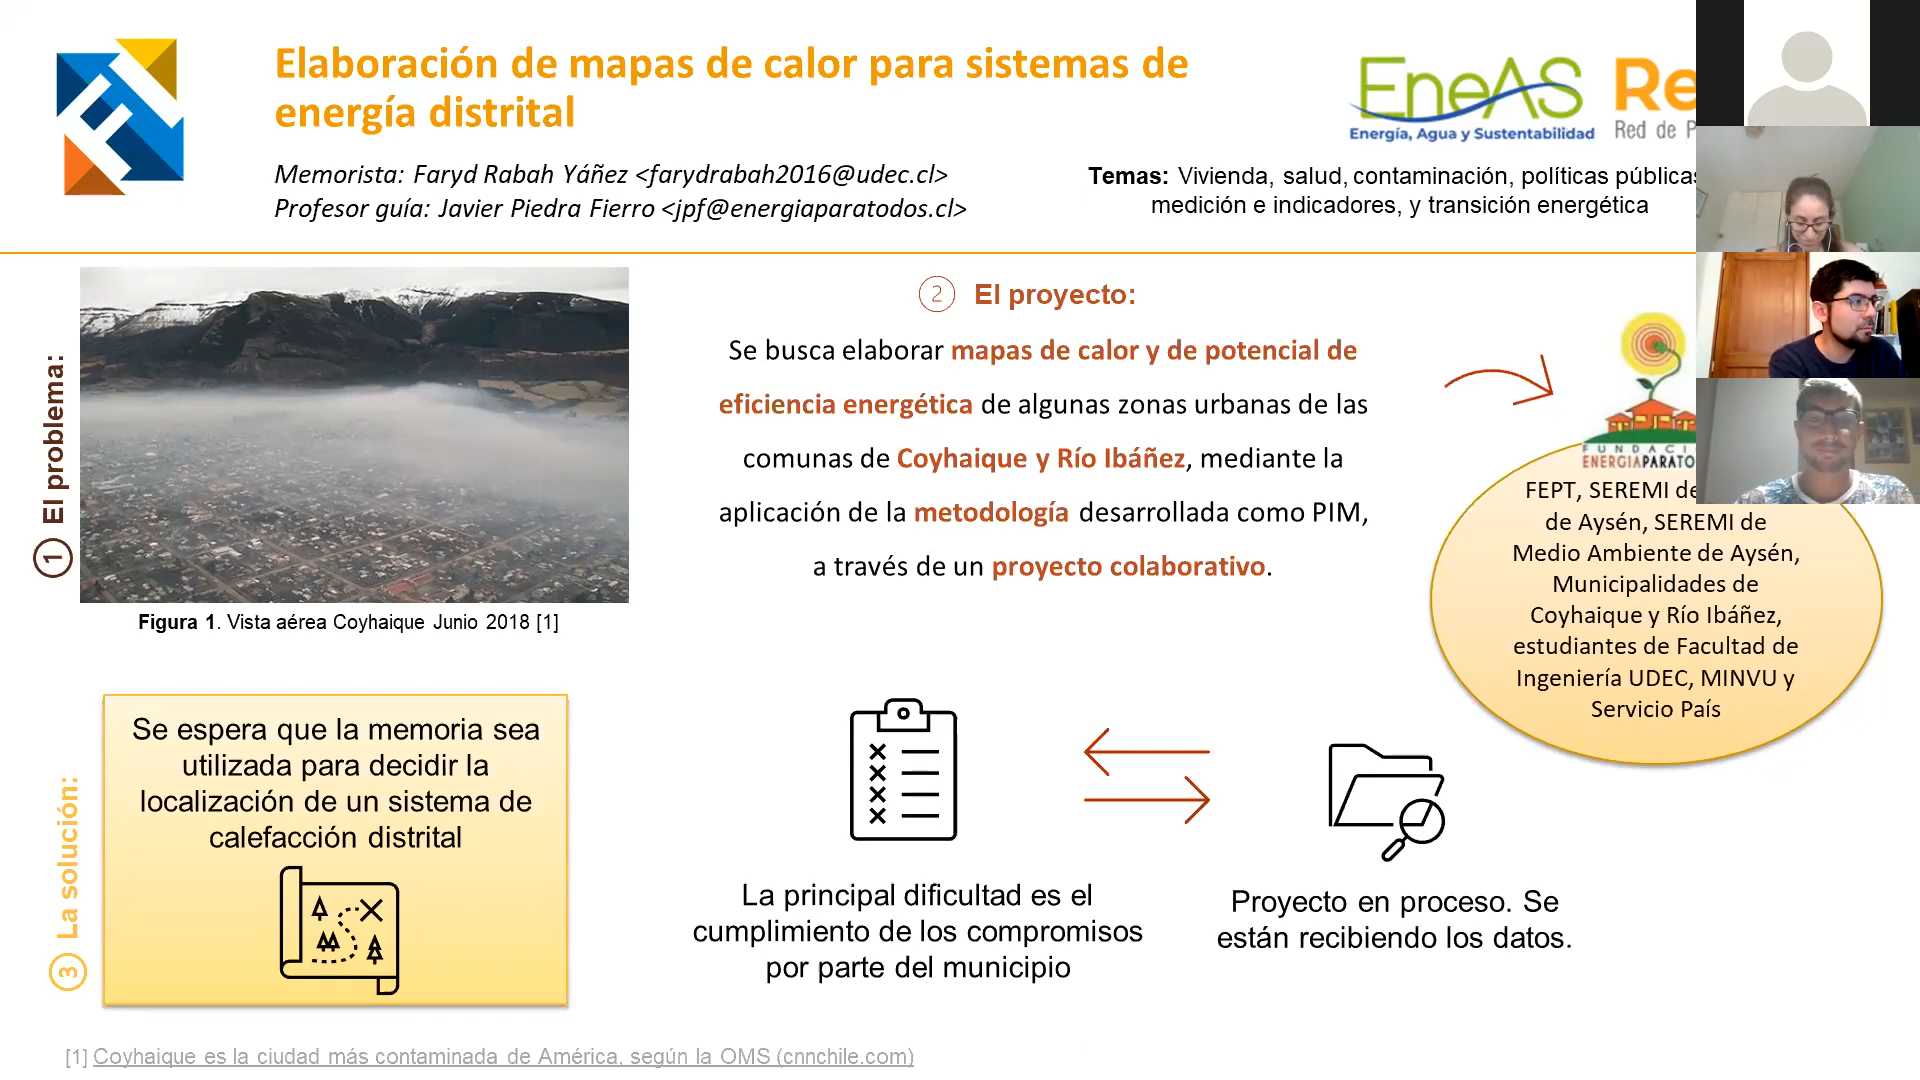 Elaboración de mapas de calor para sistemas de
energía distrital
Memorista: Faryd Rabah Yáñez <farydrabah2016@udec.cl>
Profesor guía: Javier Piedra Fierro <jpf@energiaparatodos.cl>
EneAS
Energía, Agua y Sustentabilidad
Re
Red de P
Temas: Vivienda, salud, contaminación, políticas públicas
medición e indicadores, y transición energética
1 El problema:
Figura 1. Vista aérea Coyhaique Junio 2018 [1]
2 El proyecto:
Se busca elaborar mapas de calor y de potencial de
eficiencia energética de algunas zonas urbanas de las
comunas de Coyhaique y Río Ibáñez, mediante la
aplicación de la metodología desarrollada como PIM,
a través de un proyecto colaborativo.
FUNDACI
ENERGIAPARATO
FEPT, SEREMI de
de Aysén, SEREMI de
Medio Ambiente de Aysén,
Municipalidades de
Coyhaique y Río Ibáñez,
estudiantes de Facultad de
Ingeniería UDEC, MINVU y
Servicio País
3 La solución:
Se espera que la memoria sea
utilizada para decidir la
localización de un sistema de
calefacción distrital
La principal dificultad es el
cumplimiento de los compromisos
por parte del municipio
Proyecto en proceso. Se
están recibiendo los datos.
[1] Coyhaique es la ciudad más contaminada de América, según la OMS (cnnchile.com)